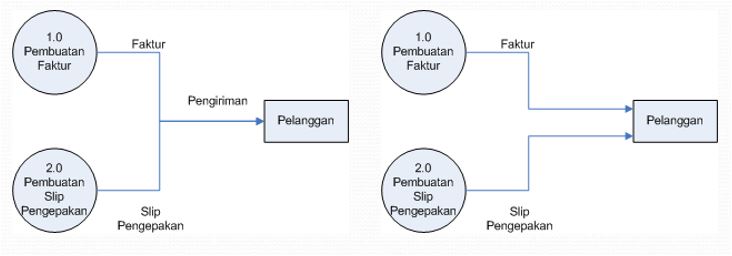 1.0
Pembuatan
Faktur
Faktur
Pengiriman
Pelanggan
2.0
Pembuatan
Slip
Pengepakan
Slip
Pengepakan
1.0
Pembuatan
Faktur
Faktur
Pelanggan
2.0
Pembuatan
Slip
Pengepakan
Slip
Pengepakan